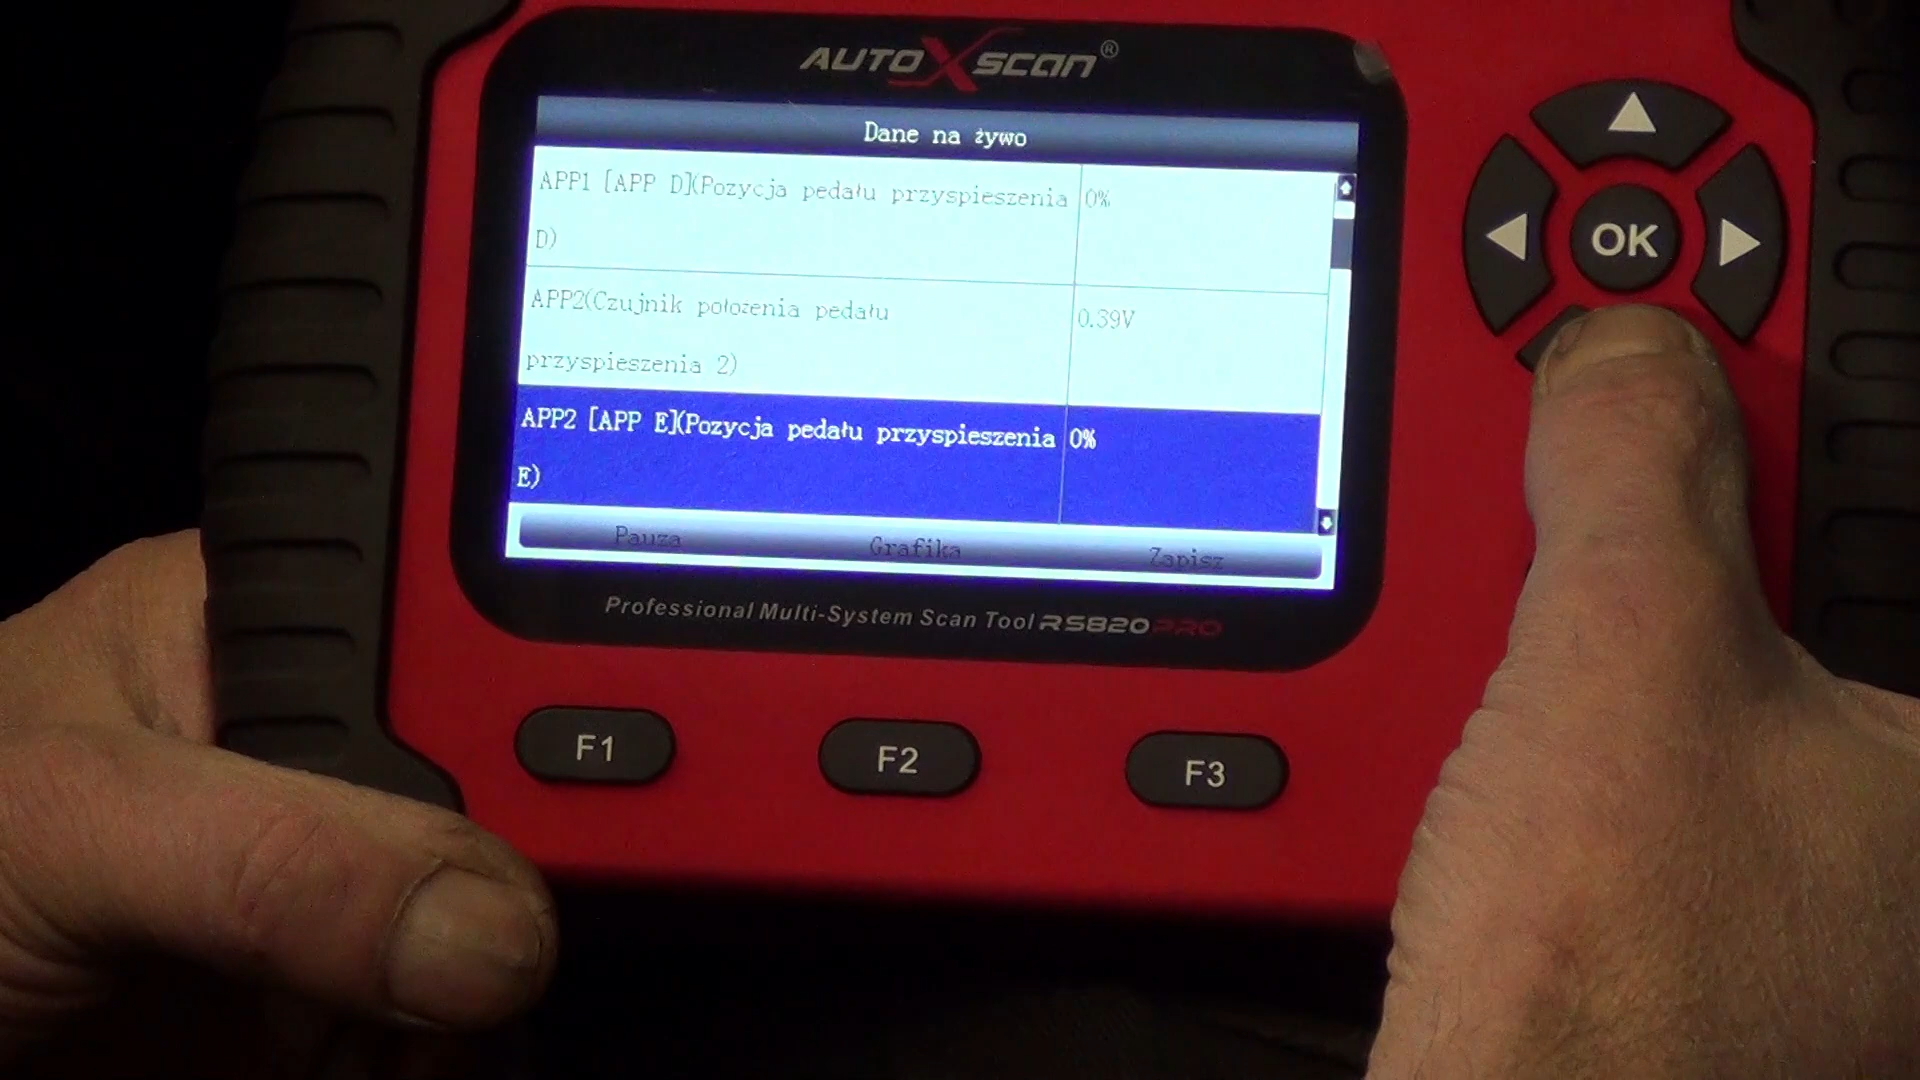 AUTOXSCAN®
Dane na żywo
APP1 [APP D](Pozycja pedału przyspieszenia 0%
D)
APP2(Czujnik położenia pedału 0.39V
przyspieszenia 2)
APP2 [APP E](Pozycja pedału przyspieszenia 0%
E)
Pauza Grafika Zapisz
Professional Multi-System Scan Tool RS820PRO
OK
F1 F2 F3